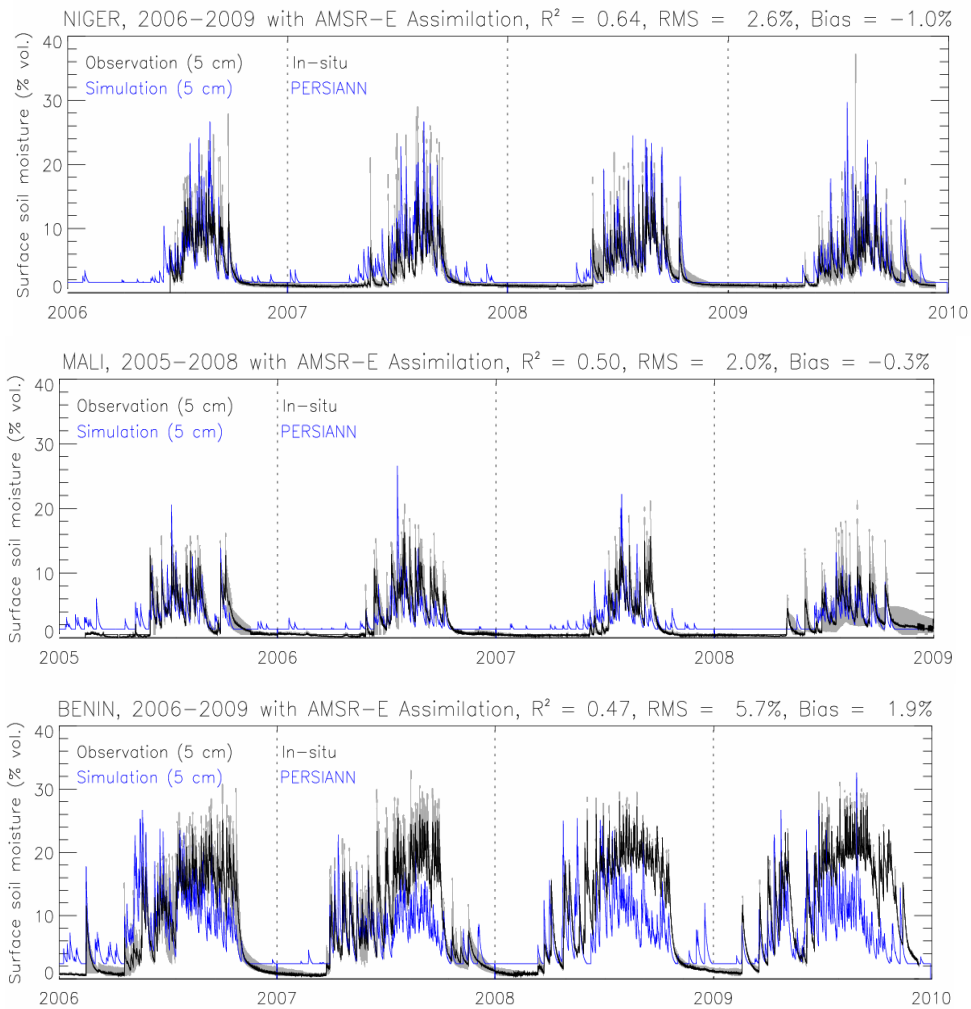 NIGER, 2006-2009 with AMSR-E Assimilation, R² = 0.64, RMS = 2.6%, Bias = -1.0%
Surface soil moisture (% vol.)
40
30
20
10
0
Observation (5 cm) In-situ
Simulation (5 cm) PERSIANN
2006 2007 2008 2009 2010
MALI, 2005-2008 with AMSR-E Assimilation, R² = 0.50, RMS = 2.0%, Bias = -0.3%
Surface soil moisture (% vol.)
40
30
20
10
0
Observation (5 cm) In-situ
Simulation (5 cm) PERSIANN
2005 2006 2007 2008 2009
BENIN, 2006-2009 with AMSR-E Assimilation, R² = 0.47, RMS = 5.7%, Bias = 1.9%
Surface soil moisture (% vol.)
40
30
20
10
0
Observation (5 cm) In-situ
Simulation (5 cm) PERSIANN
2006 2007 2008 2009 2010